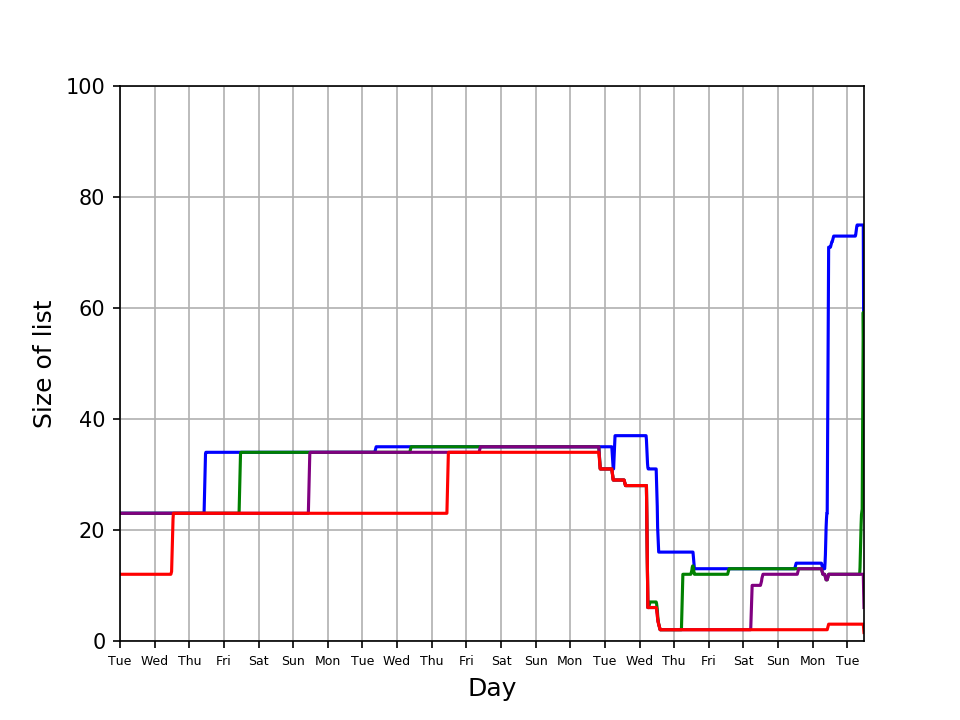 100
80
60
40
20
0
Size of list
Tue Wed Thu Fri Sat Sun Mon Tue Wed Thu Fri Sat Sun Mon Tue Wed Thu Fri Sat Sun Mon Tue
Day